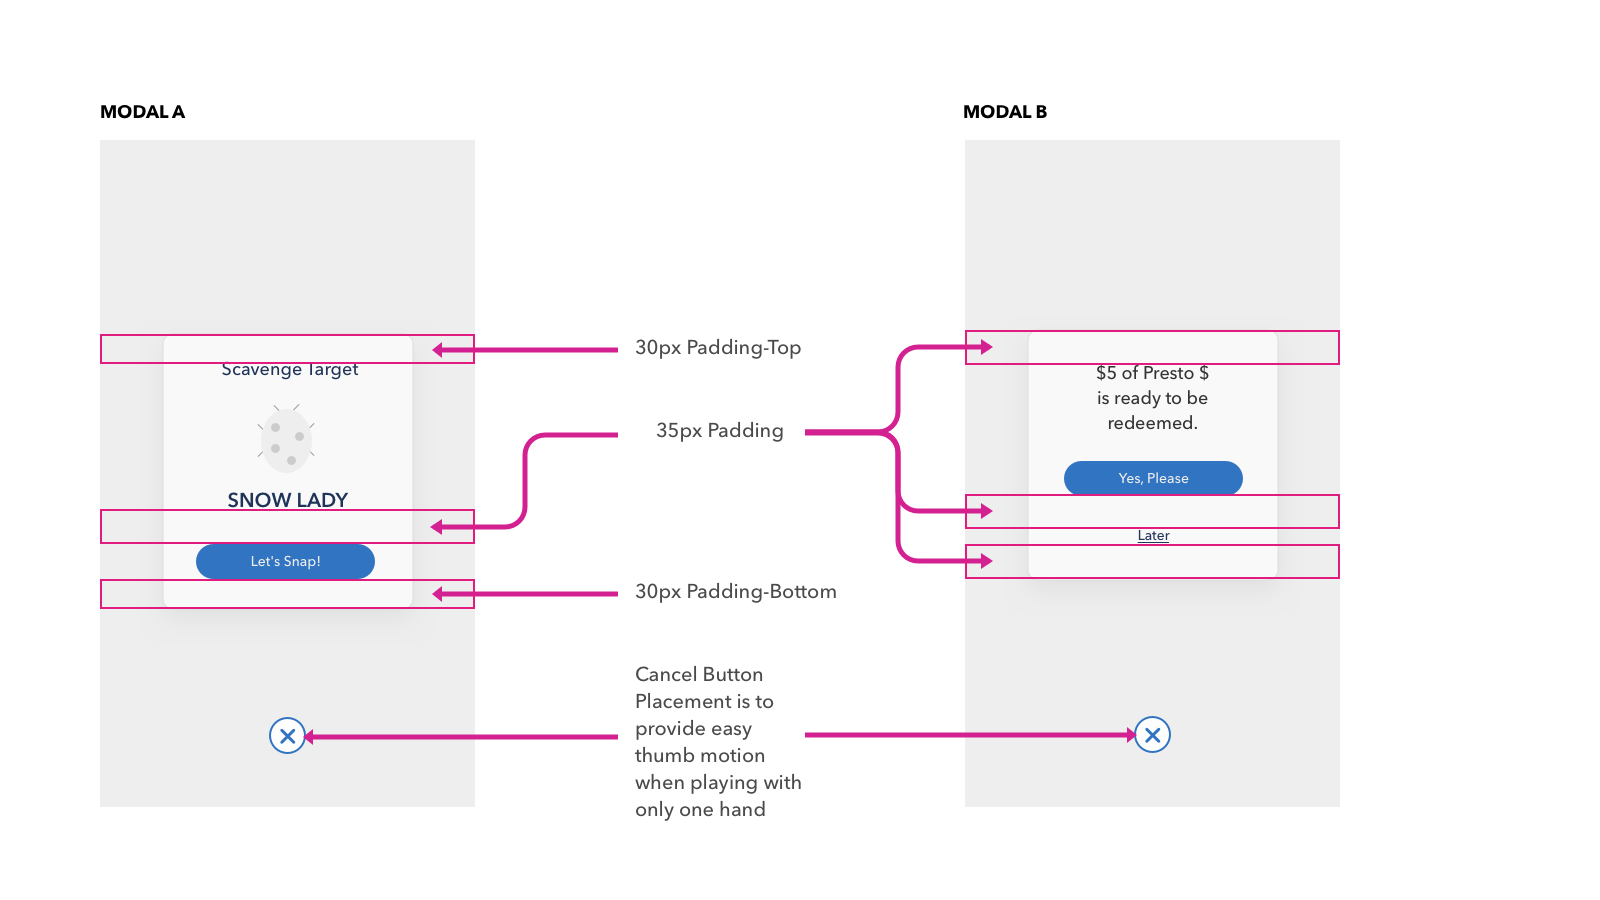 MODAL A
Scavenge Target
SNOW LADY
Let's Snap!
30px Padding-Top
35px Padding
30px Padding-Bottom
Cancel Button
Placement is to
provide easy
thumb motion
when playing with
only one hand
MODAL B
$5 of Presto $
is ready to be
redeemed.
Yes, Please
Later